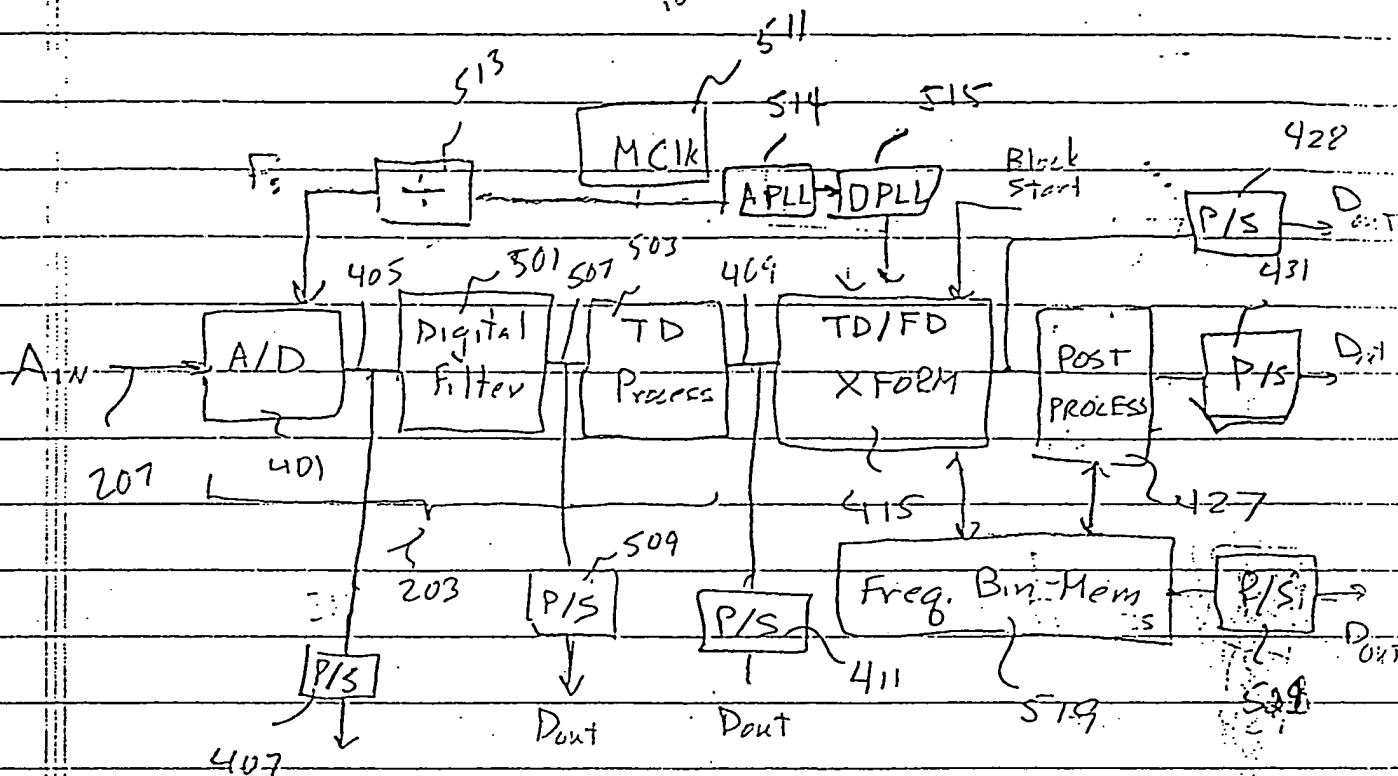 511
513
514
515
428
MClk
÷
APLL
DPLL
Block
Start
P/S
431
405
501
507
503
409
AIN
A/D
Digital
Filter
TD
Process
TD/FD
XFORM
POST
PROCESS
P/S
207
401
203
509
415
427
P/S
P/S
Freq. Bin Mem
P/S
P/S
407
Dout
Dout
411
519